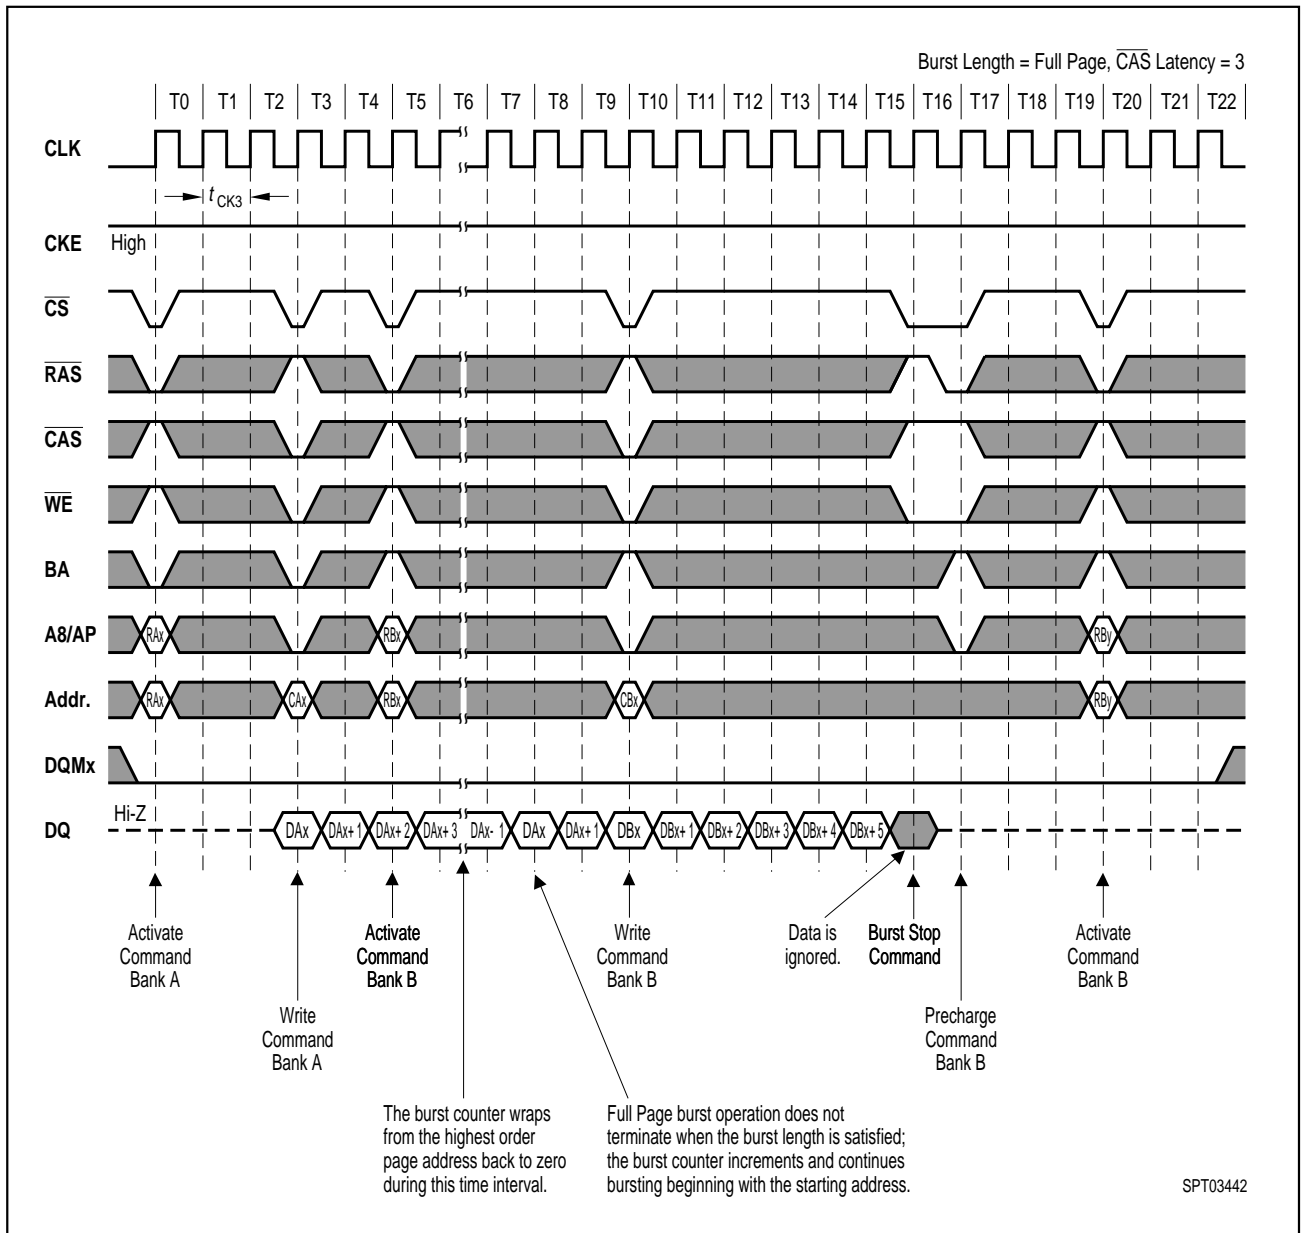 Burst Length = Full Page, CAS Latency = 3
T0 T1 T2 T3 T4 T5 T6 T7 T8 T9 T10 T11 T12 T13 T14 T15 T16 T17 T18 T19 T20 T21 T22
CLK
t CK3
CKE High
CS
RAS
CAS
WE
BA
A8/AP RAx RBx RBy
Addr. RAx CAx RBx CBx RBy
DQMx
DQ Hi-Z DAx DAx+ 1 DAx+ 2 DAx+ 3 DAx- 1 DAx DAx+ 1 DBx DBx+ 1 DBx+ 2 DBx+ 3 DBx+ 4 DBx+ 5
Activate
Command
Bank A
Write
Command
Bank A
Activate
Command
Bank B
Write
Command
Bank B
Data is
ignored.
Burst Stop
Command
Precharge
Command
Bank B
Activate
Command
Bank B
The burst counter wraps
from the highest order
page address back to zero
during this time interval.
Full Page burst operation does not
terminate when the burst length is satisfied;
the burst counter increments and continues
bursting beginning with the starting address.
SPT03442